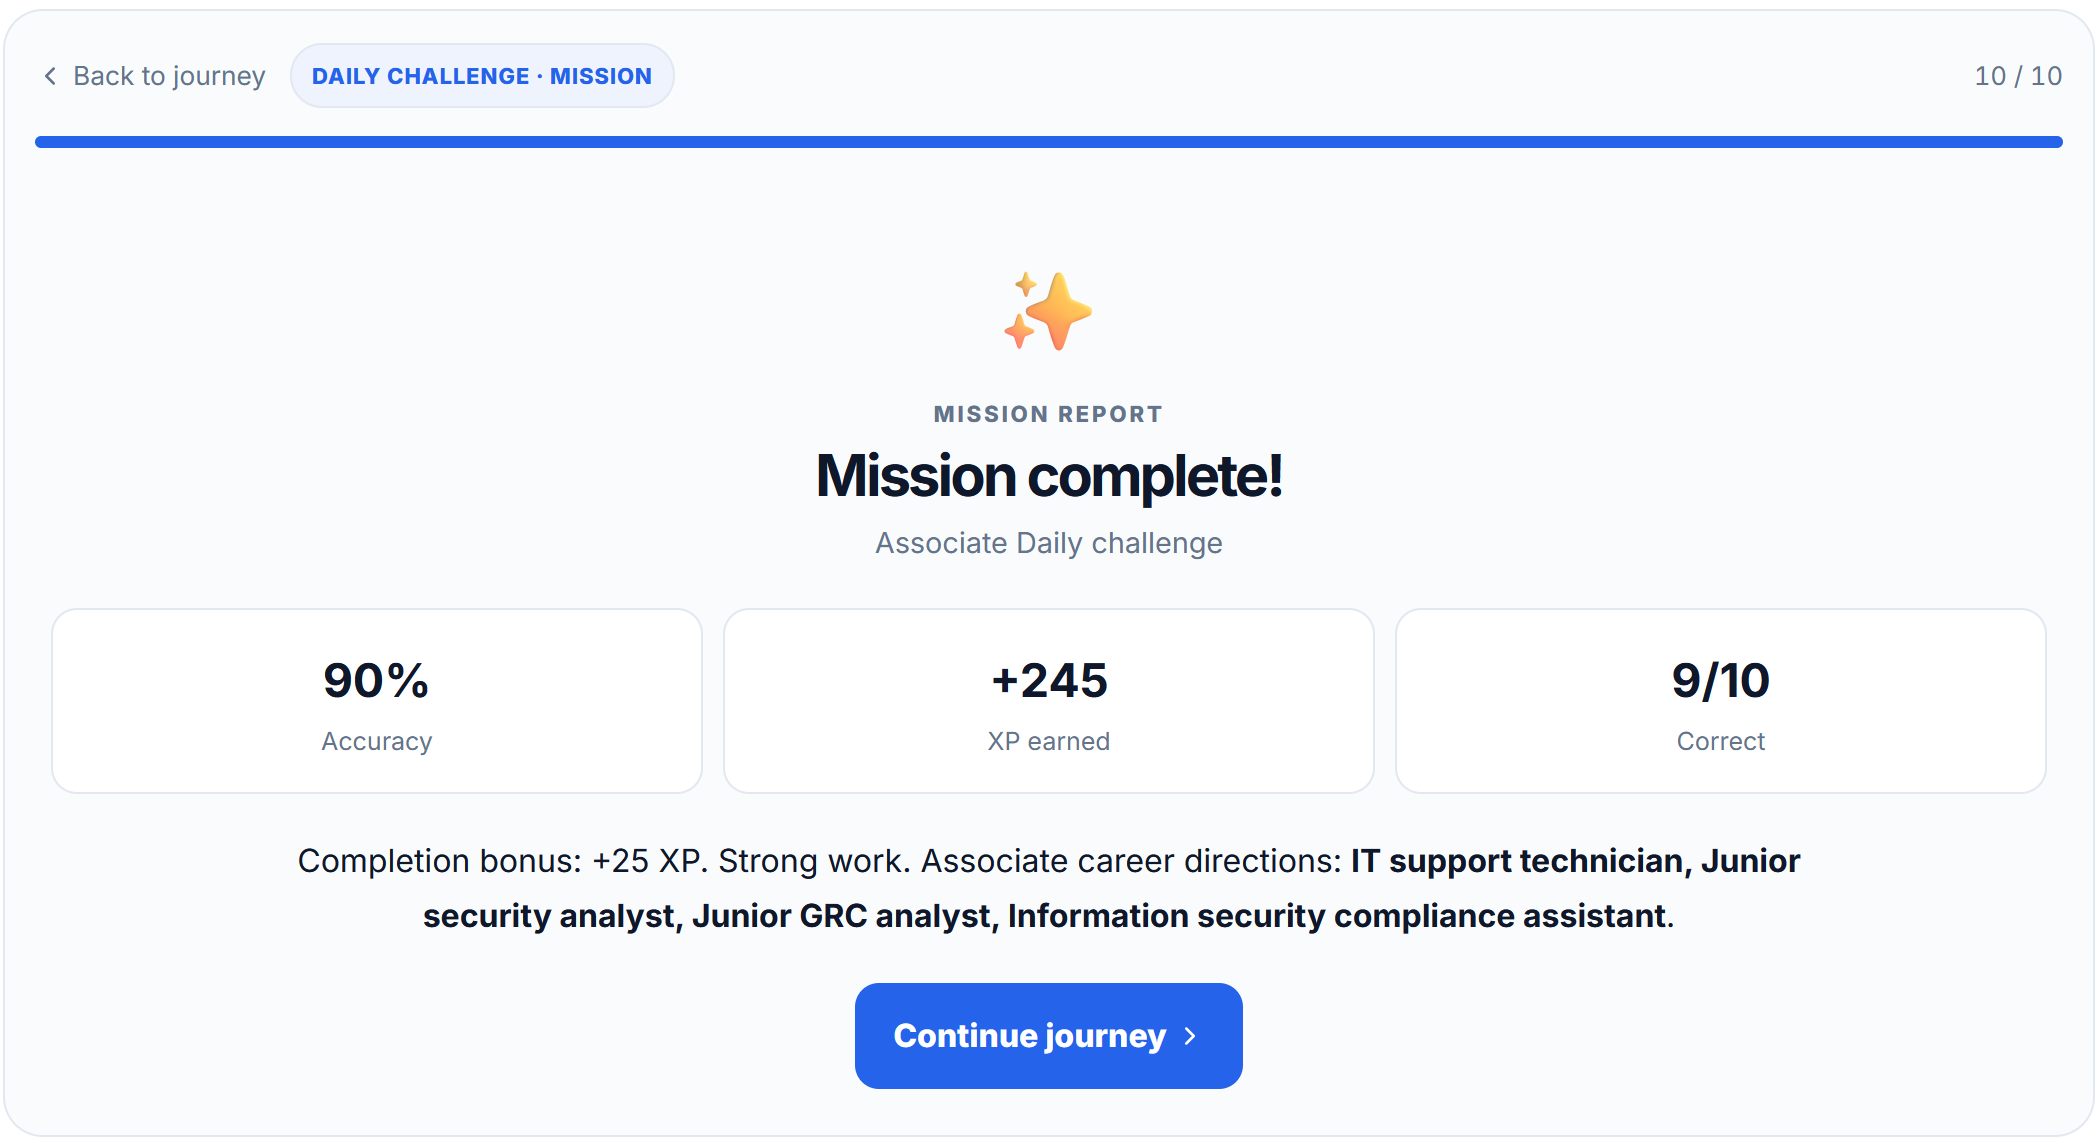 Back to journey
DAILY CHALLENGE · MISSION
10 / 10
MISSION REPORT
Mission complete!
Associate Daily challenge
90%
Accuracy
+245
XP earned
9/10
Correct
Completion bonus: +25 XP. Strong work. Associate career directions: IT support technician, Junior
security analyst, Junior GRC analyst, Information security compliance assistant.
Continue journey